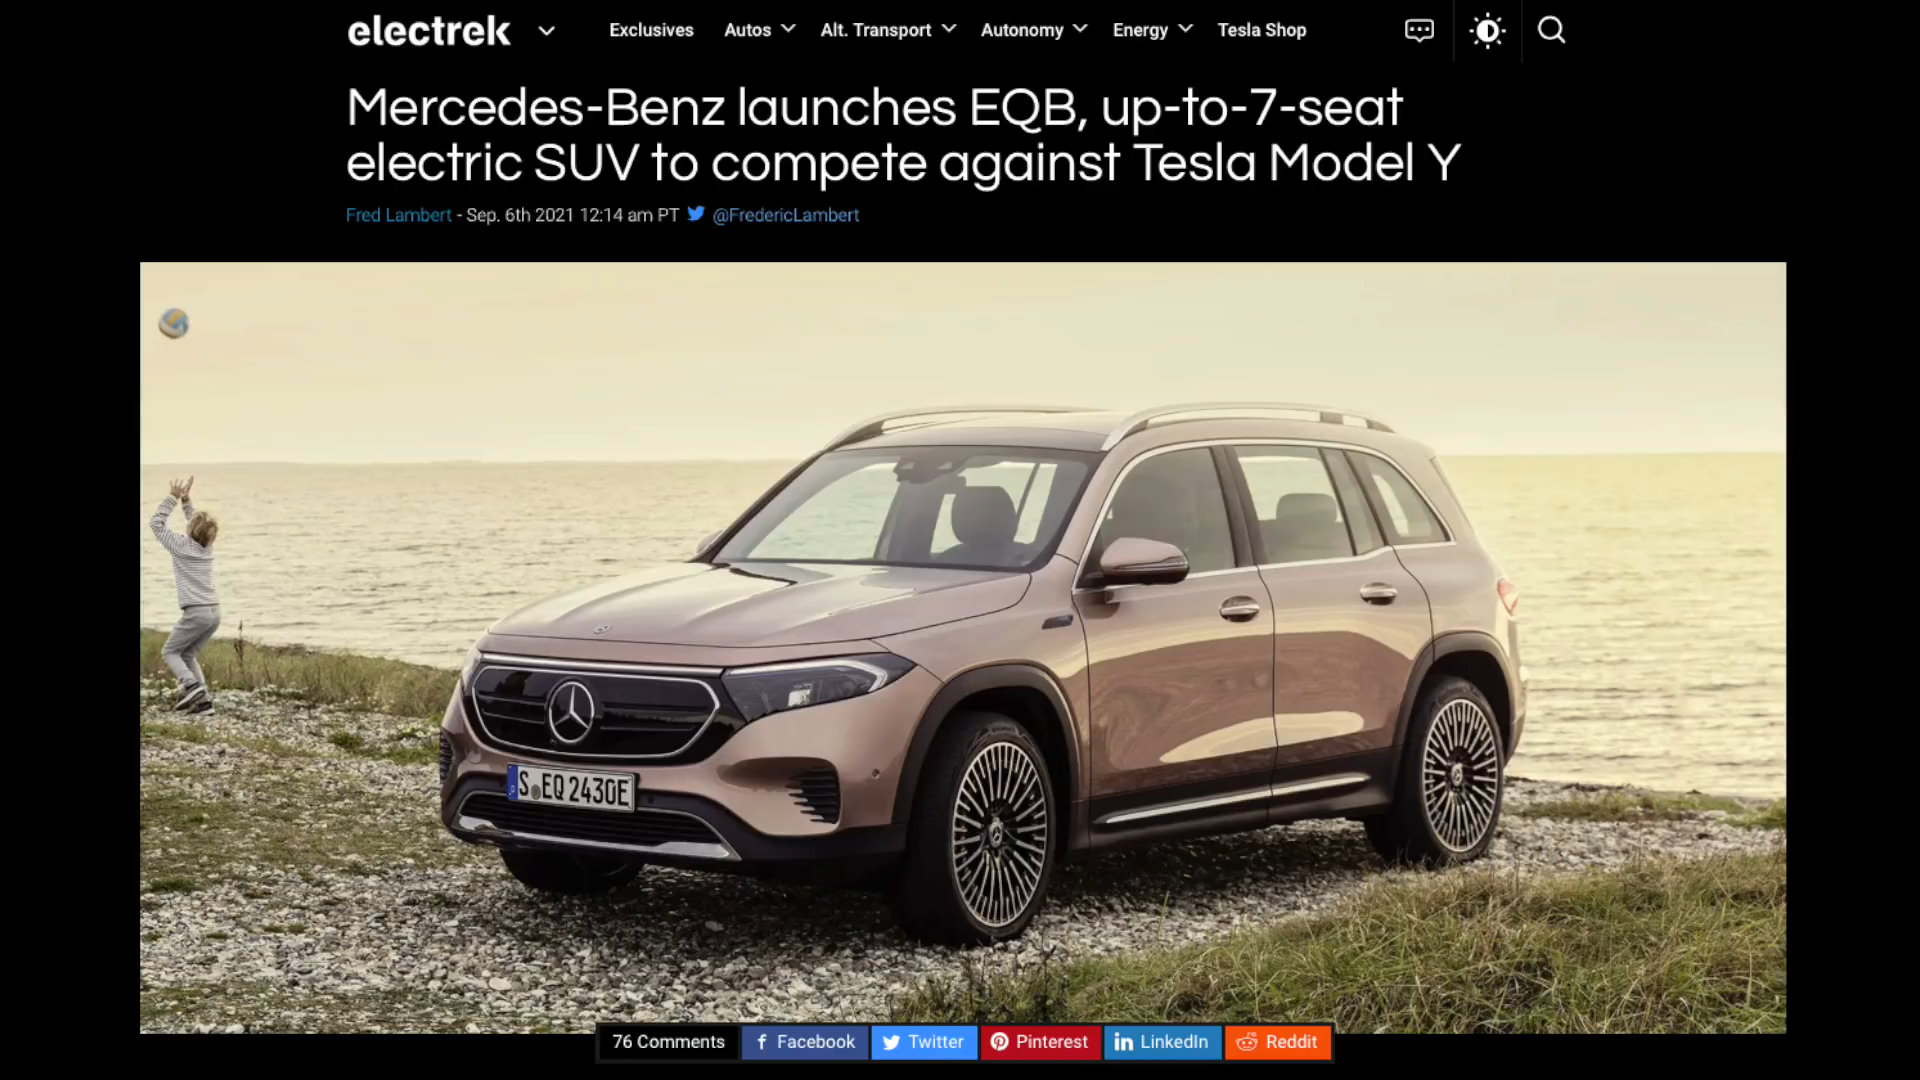 electrek Exclusives Autos Alt. Transport Autonomy Energy Tesla Shop
Mercedes-Benz launches EQB, up-to-7-seat
electric SUV to compete against Tesla Model Y
Fred Lambert - Sep. 6th 2021 12:14 am PT @FredericLambert
S EQ 2430E
76 Comments Facebook Twitter Pinterest LinkedIn Reddit